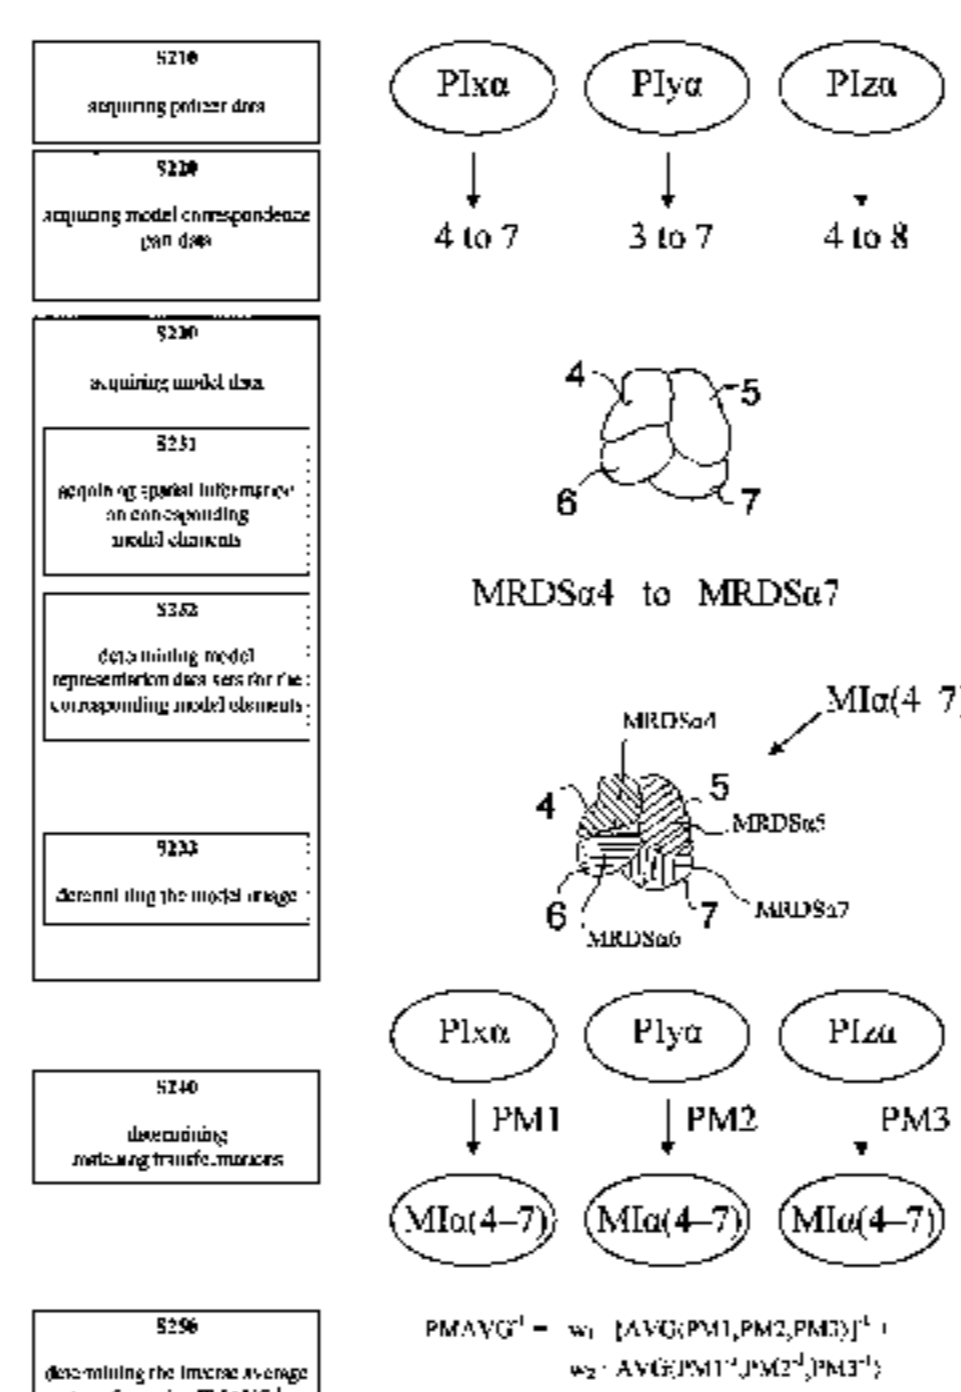 S210
acquiring patient data
PIxα
PIyα
PIzα
S220
acquiring model correspondence
part data
4 to 7
3 to 7
4 to 8
acquiring model data
4
5
6
7
S231
acquiring spatial information
on corresponding
model elements
MRDSα4 to MRDSα7
determining model
representation data sets for the
corresponding model elements
MIα(4 7)
MRDSα4
4
5
MRDSα5
6
7
MRDSα7
MRDSα6
S233
determining the model image
PIxα
PIyα
PIzα
S240
determining
matching transformations
PM1
PM2
PM3
MIα(4–7)
MIα(4–7)
MIα(4–7)
determining the inverse average
PMAVG⁻¹ = w₁ [AVG(PM1,PM2,PM3)]⁻¹ +
w₂· AVG(PM1⁻¹,PM2⁻¹,PM3⁻¹)